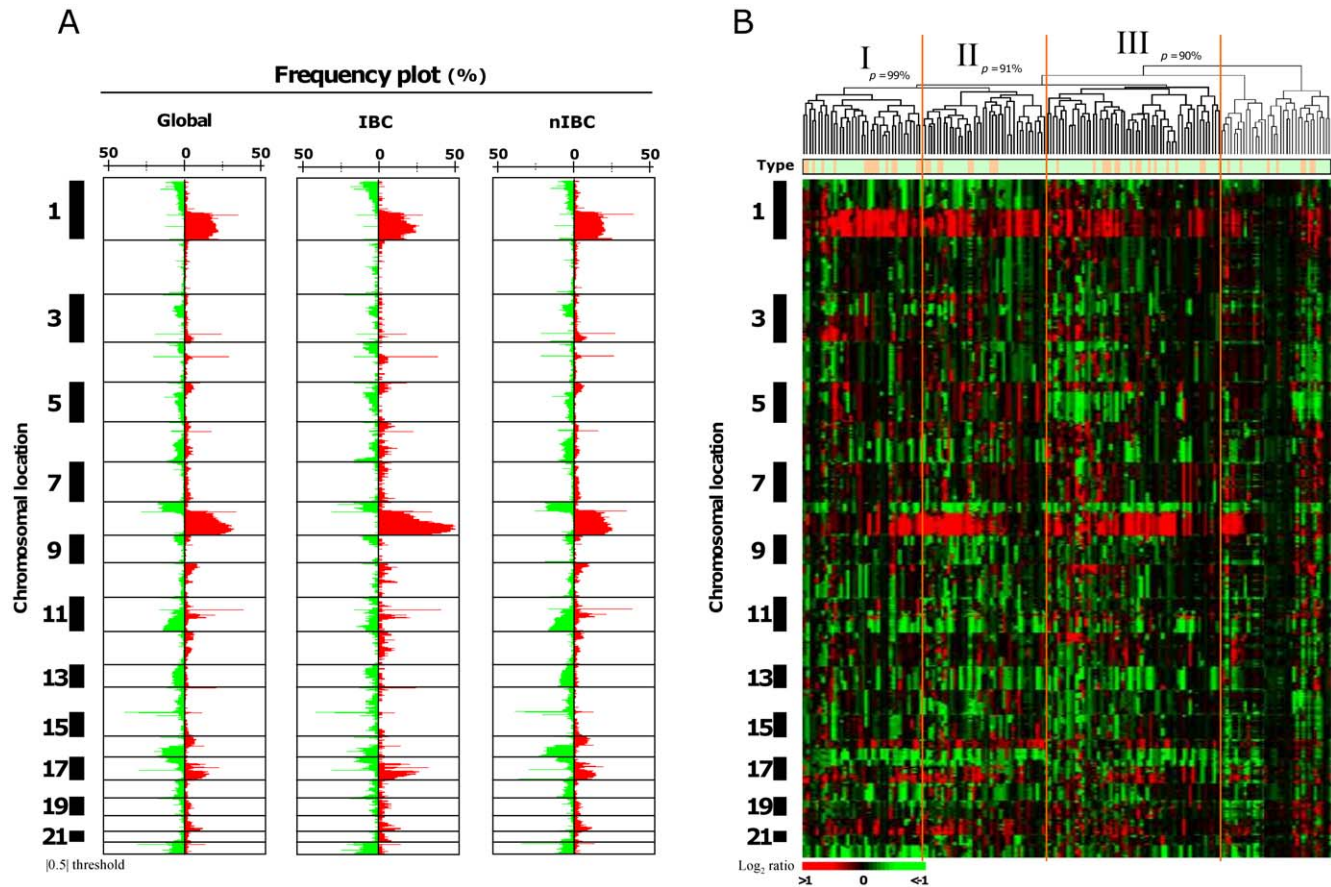 A
Frequency plot (%)
Global IBC nIBC
50 0 50 50 0 50 50 0 50
Chromosomal location
1
3
5
7
9
11
13
15
17
19
21
|0.5| threshold
B
I p = 99% II p = 91% III p = 90%
Type
Chromosomal location
1
3
5
7
9
11
13
15
17
19
21
Log2 ratio
>1 0 <-1